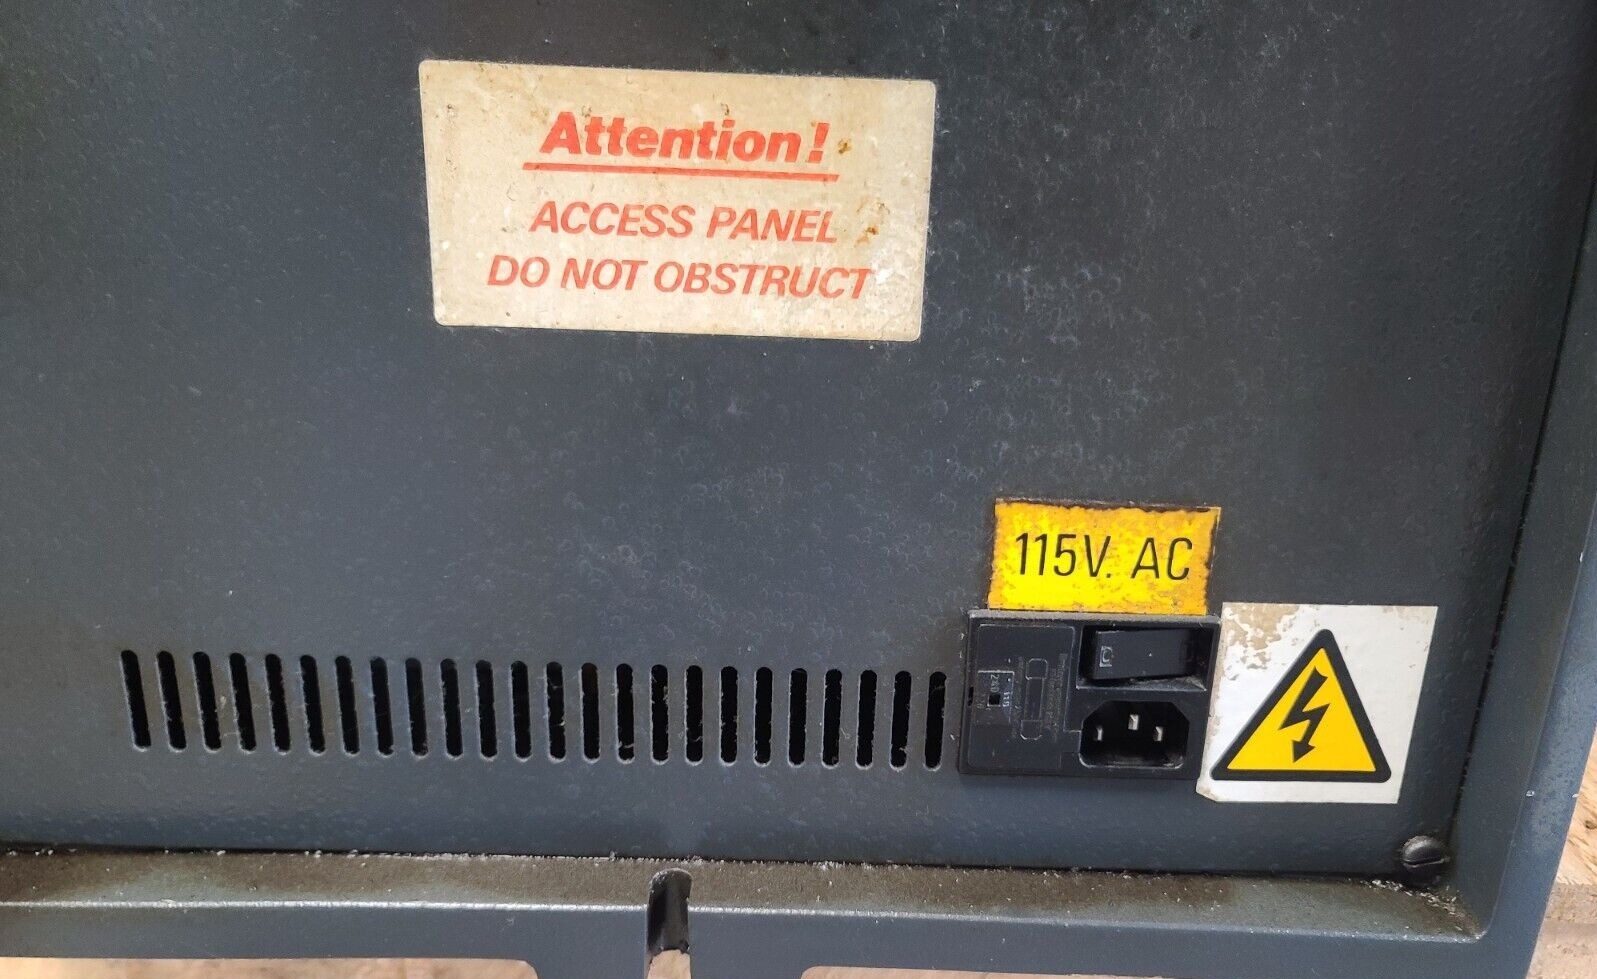 Attention!
ACCESS PANEL
DO NOT OBSTRUCT
115V. AC